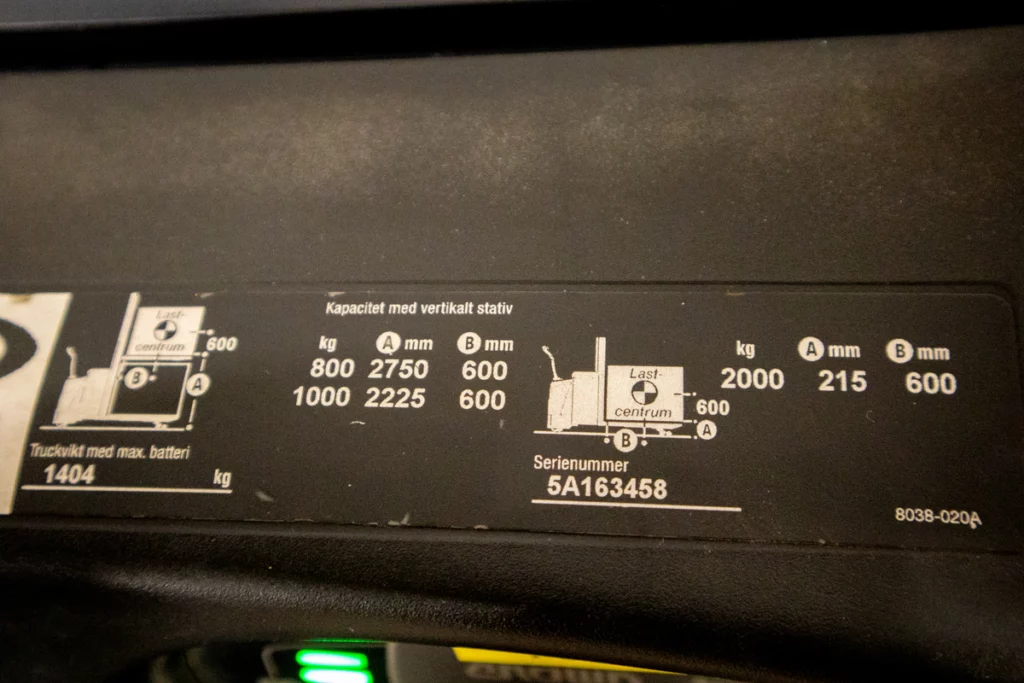 Kapacitet med vertikalt stativ
Last-
centrum
600
B
A
kg A mm B mm
800 2750 600
1000 2225 600
Truckvikt med max. batteri
1404 kg
Last-
centrum
600
A
B
kg A mm B mm
2000 215 600
Serienummer
5A163458
8038-020A